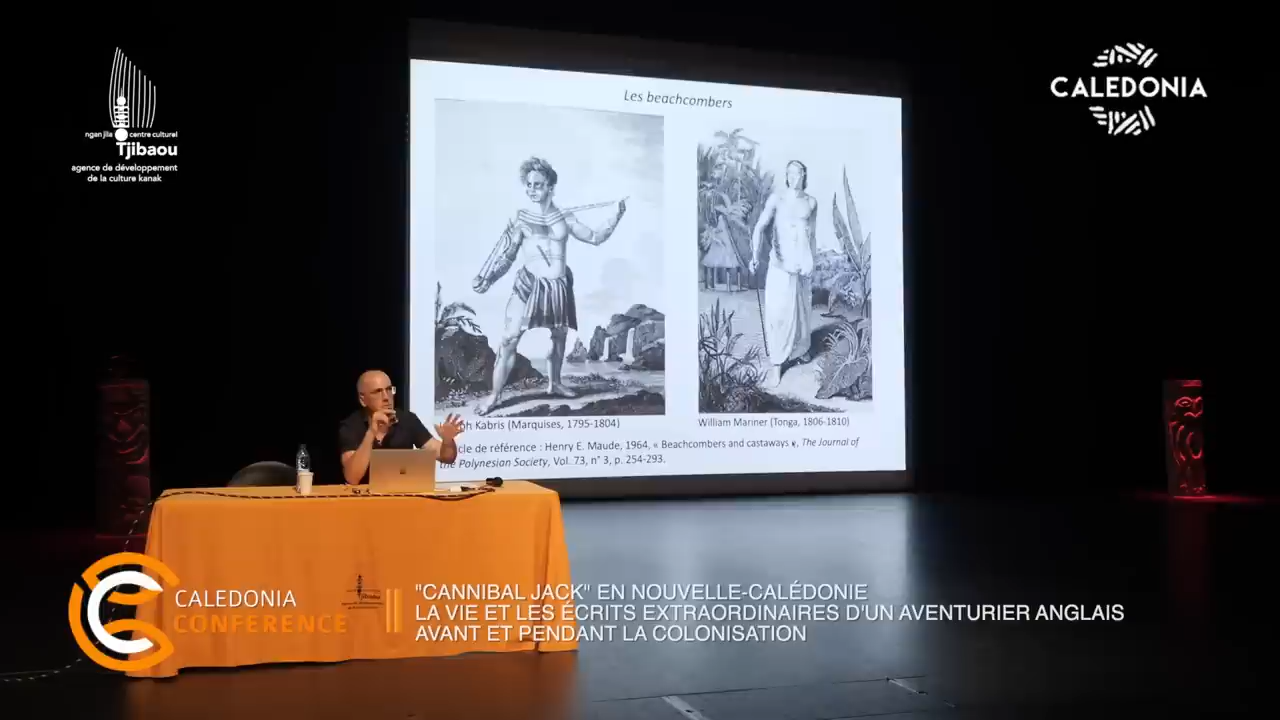 ngan jila centre culturel
Tjibaou
agence de développement
de la culture kanak
CALEDONIA
Les beachcombers
ph Kabris (Marquises, 1795-1804)
William Mariner (Tonga, 1806-1810)
cle de référence : Henry E. Maude, 1964, « Beachcombers and castaways », The Journal of
the Polynesian Society, Vol. 73, n° 3, p. 254-293.
CALEDONIA
CONFERENCE
"CANNIBAL JACK" EN NOUVELLE-CALÉDONIE
LA VIE ET LES ÉCRITS EXTRAORDINAIRES D'UN AVENTURIER ANGLAIS
AVANT ET PENDANT LA COLONISATION